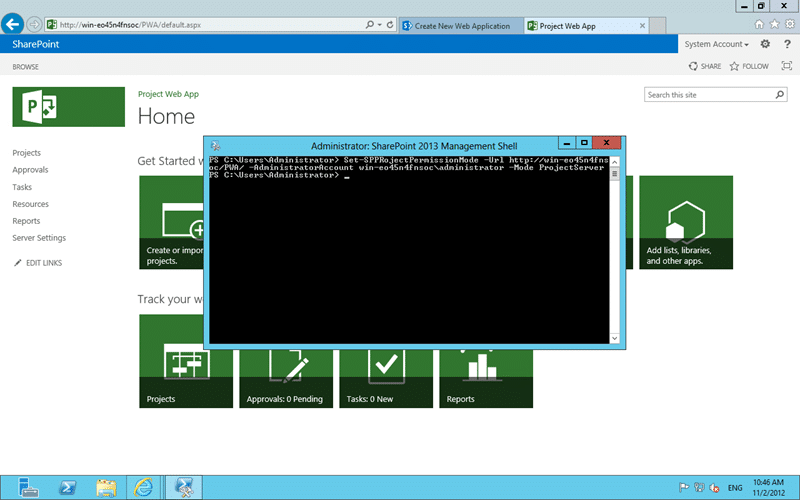 http://win-eo45n4fnsoc/PWA/default.aspx
Create New Web Application
Project Web App
SharePoint
System Account
?
BROWSE
SHARE
FOLLOW
Project Web App
Home
Search this site
Projects
Approvals
Tasks
Resources
Reports
Server Settings
EDIT LINKS
Get Started w
Create or impor
projects.
Add lists, libraries,
and other apps.
Administrator: SharePoint 2013 Management Shell
PS C:\Users\Administrator> Set-SPPRojectPermissionMode -Url http://win-eo45n4fns
oc/PWA/ -AdministratorAccount win-eo45n4fnsoc\administrator -Mode ProjectServer
PS C:\Users\Administrator> _
Track your w
Projects
Approvals: 0 Pending
Tasks: 0 New
Reports
ENG
10:46 AM
11/2/2012